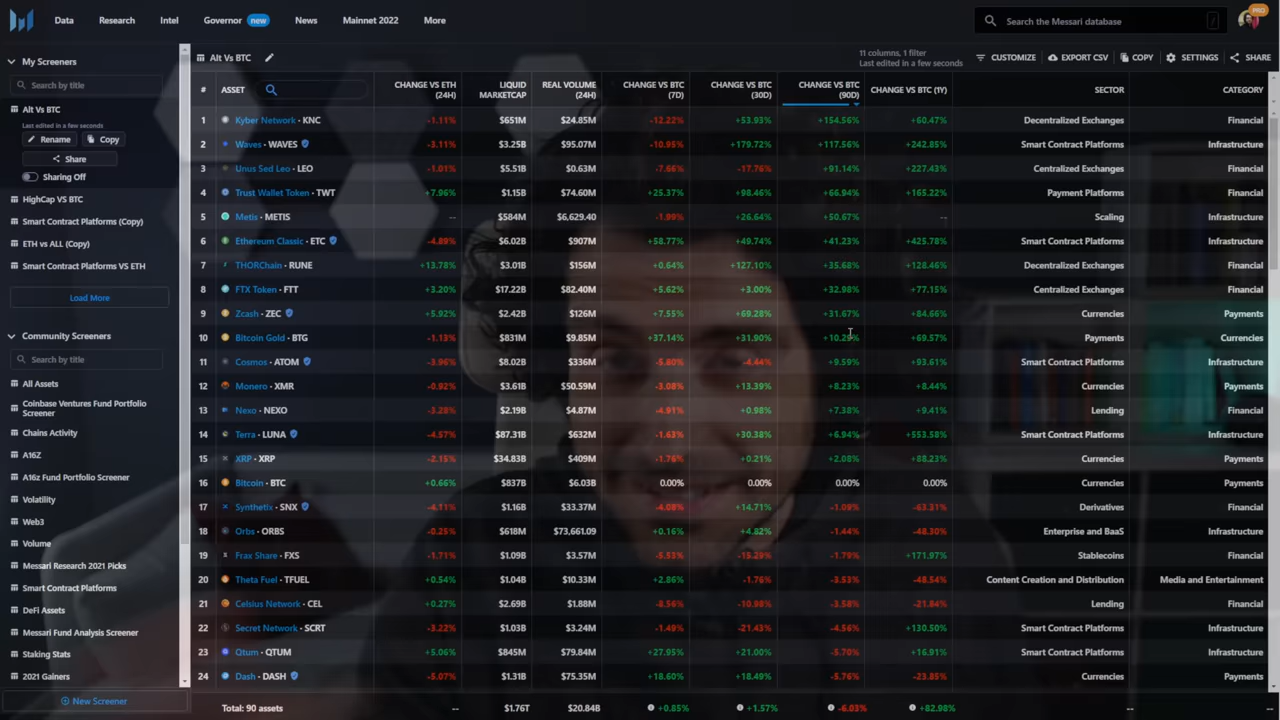 Data Research Intel Governor new News Mainnet 2022 More Search the Messari database / PRO
My Screeners
Search by title
Alt Vs BTC
Last edited in a few seconds
Rename Copy
Share
Sharing Off
HighCap VS BTC
Smart Contract Platforms (Copy)
ETH vs ALL (Copy)
Smart Contract Platforms VS ETH
Load More
Community Screeners
Search by title
All Assets
Coinbase Ventures Fund Portfolio
Screener
Chains Activity
A16Z
A16z Fund Portfolio Screener
Volatility
Web3
Volume
Messari Research 2021 Picks
Smart Contract Platforms
DeFi Assets
Messari Fund Analysis Screener
Staking Stats
2021 Gainers
New Screener
Alt Vs BTC
11 columns, 1 filter
Last edited in a few seconds
CUSTOMIZE EXPORT CSV COPY SETTINGS SHARE
# ASSET CHANGE VS ETH (24H) LIQUID MARKETCAP REAL VOLUME (24H) CHANGE VS BTC (7D) CHANGE VS BTC (30D) CHANGE VS BTC (90D) CHANGE VS BTC (1Y) SECTOR CATEGORY
1 Kyber Network · KNC -1.11% $651M $24.85M -12.22% +53.93% +154.56% +60.47% Decentralized Exchanges Financial
2 Waves · WAVES -3.11% $3.25B $95.07M -10.95% +179.72% +117.56% +242.85% Smart Contract Platforms Infrastructure
3 Unus Sed Leo · LEO -1.01% $5.51B $0.63M -7.66% -17.76% +91.14% +227.43% Centralized Exchanges Financial
4 Trust Wallet Token · TWT +7.96% $1.15B $74.60M +25.37% +98.46% +66.94% +165.22% Payment Platforms Financial
5 Metis · METIS -- $584M $6,629.40 -1.99% +26.64% +50.67% -- Scaling Infrastructure
6 Ethereum Classic · ETC -4.89% $6.02B $907M +58.77% +49.74% +41.23% +425.78% Smart Contract Platforms Infrastructure
7 THORChain · RUNE +13.78% $3.01B $156M +0.64% +127.10% +35.68% +128.46% Decentralized Exchanges Financial
8 FTX Token · FTT +3.20% $17.22B $82.40M +5.62% +3.00% +32.98% +77.15% Centralized Exchanges Financial
9 Zcash · ZEC +5.92% $2.42B $126M +7.55% +69.28% +31.67% +84.66% Currencies Payments
10 Bitcoin Gold · BTG -1.13% $831M $9.85M +37.14% +31.90% +69.57% Payments Currencies
11 Cosmos · ATOM -3.96% $8.02B $336M -5.80% -4.44% +9.59% +93.61% Smart Contract Platforms Infrastructure
12 Monero · XMR -0.92% $3.61B $50.59M -3.08% +13.39% +8.23% +8.44% Currencies Payments
13 Nexo · NEXO -3.28% $2.19B $4.87M -4.91% +0.98% +7.38% +9.41% Lending Financial
14 Terra · LUNA -4.57% $87.31B $632M -1.63% +30.38% +6.94% +553.58% Smart Contract Platforms Infrastructure
15 XRP · XRP -2.15% $34.83B $409M -1.76% +0.21% +2.08% +88.23% Currencies Payments
16 Bitcoin · BTC +0.66% $837B $6.03B 0.00% 0.00% 0.00% 0.00% Currencies Payments
17 Synthetix · SNX -4.11% $1.16B $33.37M -4.08% +14.71% -1.09% -63.31% Derivatives Financial
18 Orbs · ORBS -0.25% $618M $73,661.09 +0.16% +4.82% -1.44% -48.30% Enterprise and BaaS Infrastructure
19 Frax Share · FXS -1.71% $1.09B $3.57M -5.53% -15.29% -1.79% +171.97% Stablecoins Financial
20 Theta Fuel · TFUEL +0.54% $1.04B $10.33M +2.86% -1.76% -3.53% -48.54% Content Creation and Distribution Media and Entertainment
21 Celsius Network · CEL +0.27% $2.69B $1.88M -8.56% -10.98% -3.58% -21.84% Lending Financial
22 Secret Network · SCRT -3.22% $1.03B $3.24M -1.49% -21.43% -4.56% +130.50% Smart Contract Platforms Infrastructure
23 Qtum · QTUM +5.06% $845M $79.84M +27.95% +21.00% -5.70% +16.91% Smart Contract Platforms Infrastructure
24 Dash · DASH -5.07% $1.31B $75.35M +18.60% +18.49% -5.76% -23.85% Currencies Payments
Total: 90 assets -- $1.76T $20.84B +0.85% +1.57% -6.03% +82.98% -- --